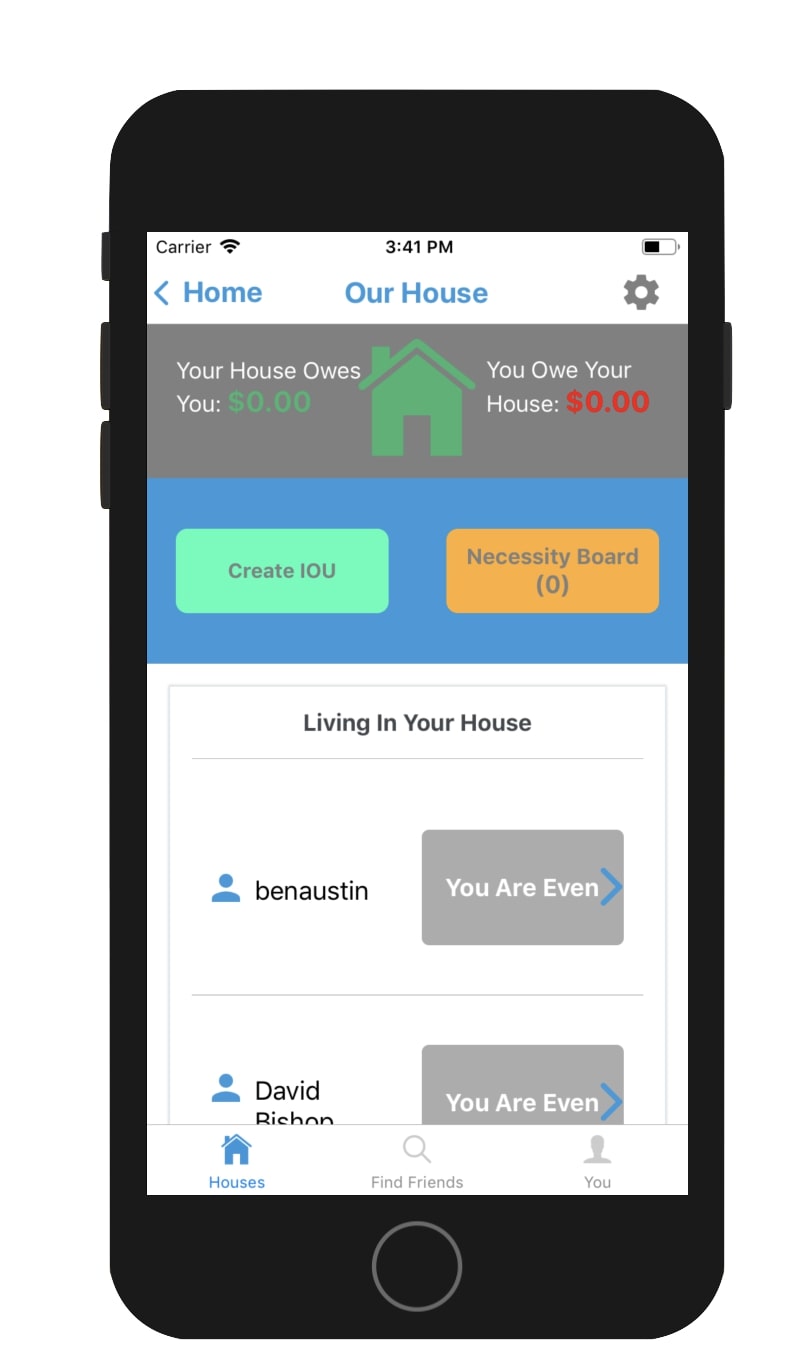 Carrier 3:41 PM
Home Our House
Your House Owes
You: $0.00
You Owe Your
House: $0.00
Create IOU
Necessity Board
(0)
Living In Your House
benaustin
You Are Even
David
Bishop
You Are Even
Houses Find Friends You